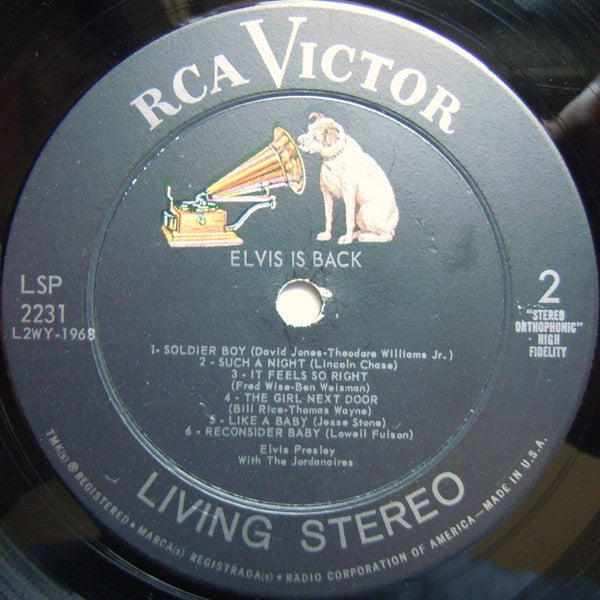 RCA VICTOR
ELVIS IS BACK
LSP
2231
L2WY-1968
2
"STEREO
ORTHOPHONIC"
HIGH
FIDELITY
1- SOLDIER BOY (David Jones-Theodore Williams Jr.)
2 - SUCH A NIGHT (Lincoln Chase)
3 - IT FEELS SO RIGHT
(Fred Wise-Ben Weisman)
4 - THE GIRL NEXT DOOR
(Bill Rice-Thomas Wayne)
5 - LIKE A BABY (Jesse Stone)
6 - RECONSIDER BABY (Lowell Fulson)
Elvis Presley
With The Jordanaires
LIVING STEREO
TMK(s) ® REGISTERED • MARCA(s) REGISTRADA(s) • RADIO CORPORATION OF AMERICA—MADE IN U.S.A.